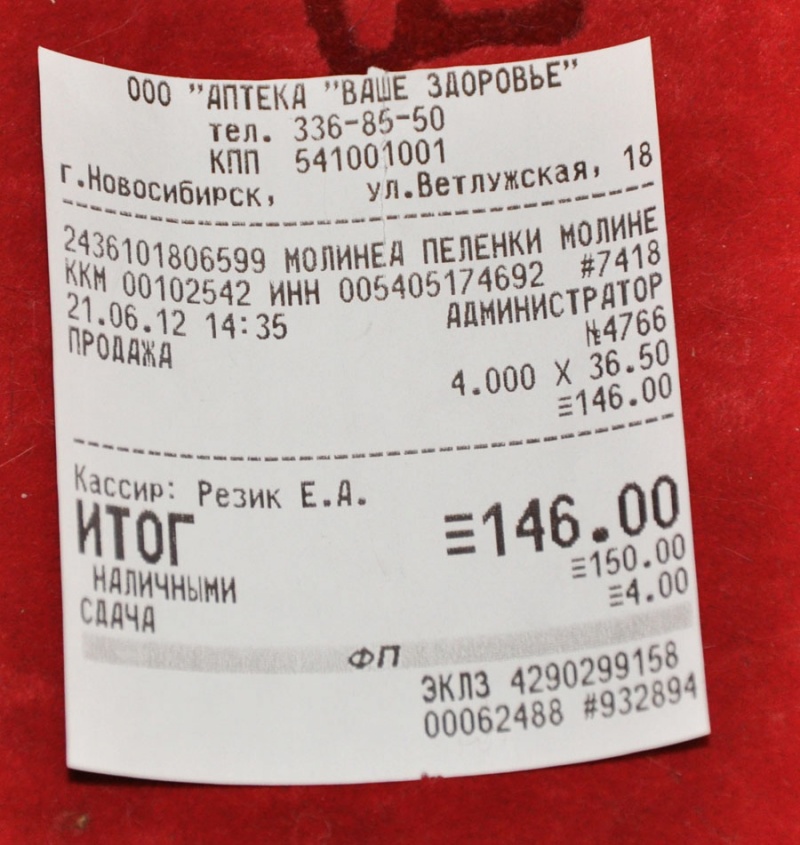 ООО "АПТЕКА "ВАШЕ ЗДОРОВЬЕ"
тел. 336-85-50
КПП 541001001
г.Новосибирск, ул.Ветлужская, 18
2436101806599 МОЛИНЕА ПЕЛЕНКИ МОЛИНЕ
ККМ 00102542 ИНН 005405174692 #7418
21.06.12 14:35 АДМИНИСТРАТОР
ПРОДАЖА №4766
4.000 X 36.50
≡146.00
Кассир: Резик Е.А.
ИТОГ ≡146.00
НАЛИЧНЫМИ ≡150.00
СДАЧА ≡4.00
ФП
ЭКЛЗ 4290299158
00062488 #932894